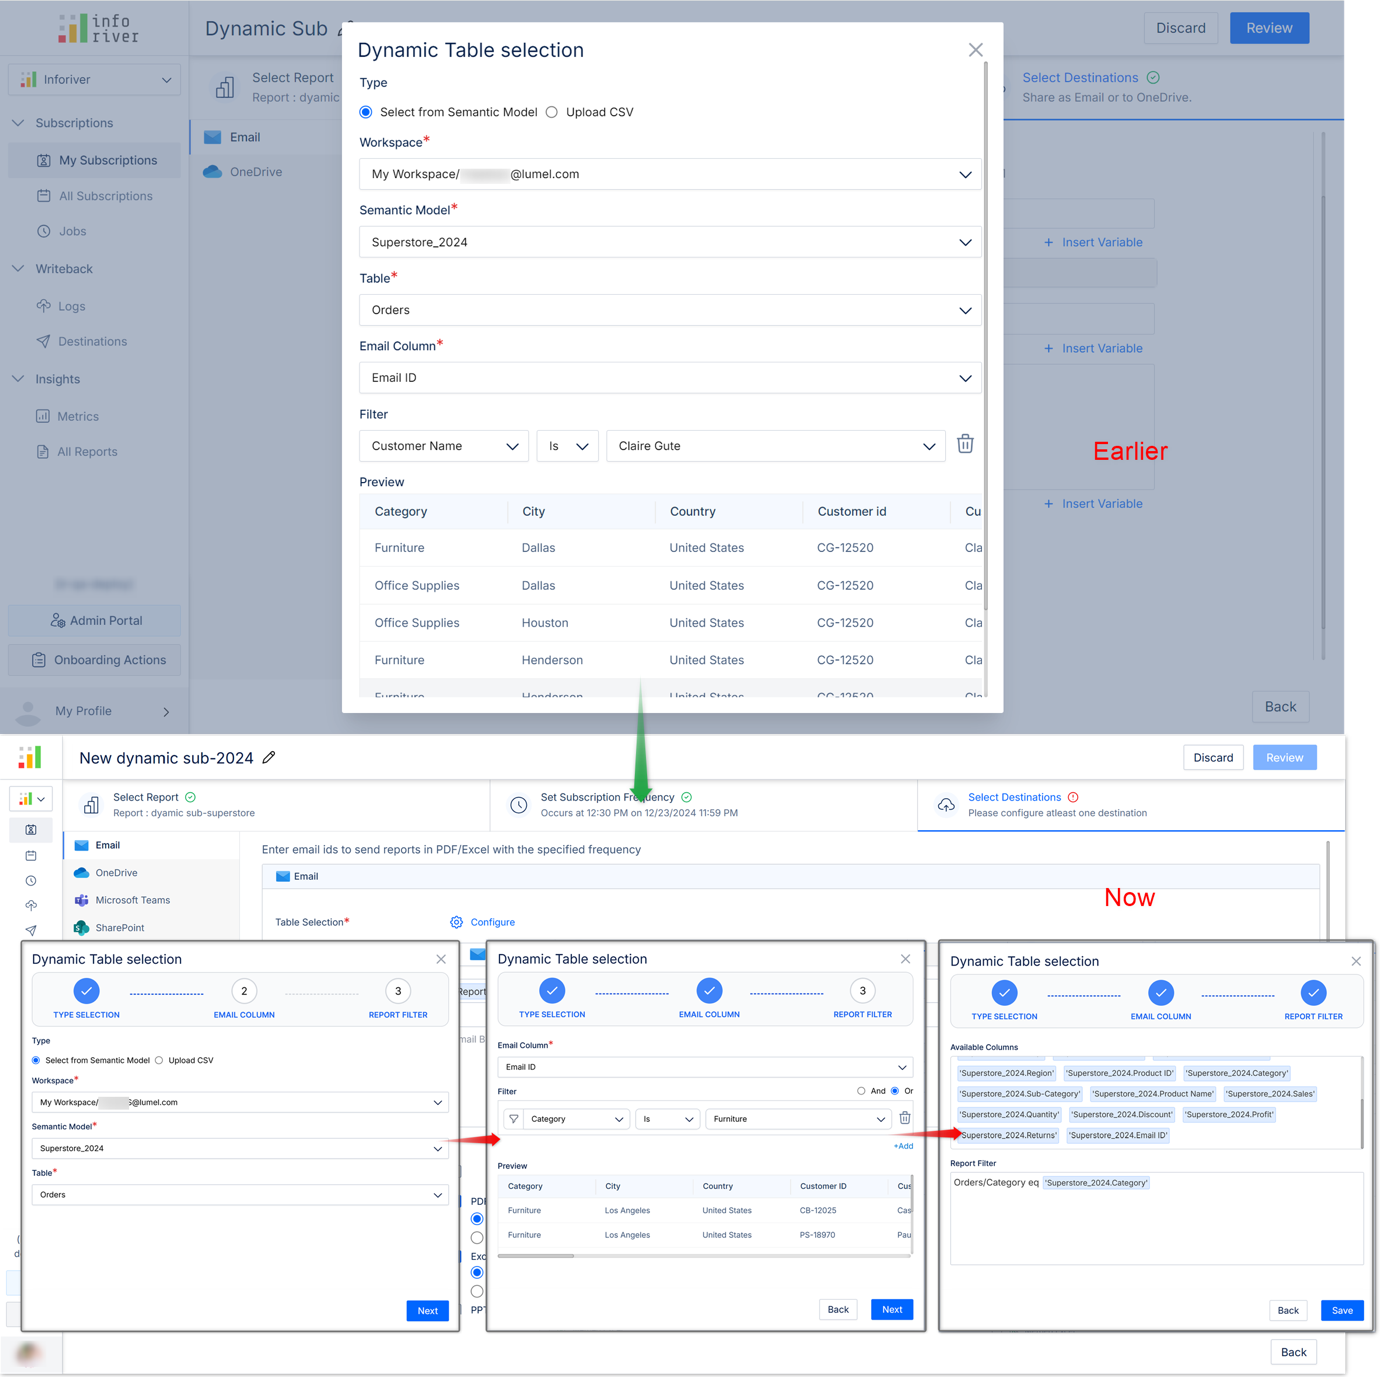 info
river
Dynamic Sub
Discard
Review
Inforiver
Select Report
Report : dyamic
Select Destinations
Share as Email or to OneDrive.
Subscriptions
My Subscriptions
All Subscriptions
Jobs
Writeback
Logs
Destinations
Insights
Metrics
All Reports
Admin Portal
Onboarding Actions
My Profile
Email
OneDrive
Dynamic Table selection
Type
Select from Semantic Model
Upload CSV
Workspace*
My Workspace/ @lumel.com
Semantic Model*
Superstore_2024
Table*
Orders
Email Column*
Email ID
Filter
Customer Name
Is
Claire Gute
Preview
Category City Country Customer id Cu
Furniture Dallas United States CG-12520 Cla
Office Supplies Dallas United States CG-12520 Cla
Office Supplies Houston United States CG-12520 Cla
Furniture Henderson United States CG-12520 Cla
Furniture Henderson United States CG-12520 Cla
+ Insert Variable
+ Insert Variable
Earlier
+ Insert Variable
Back
New dynamic sub-2024
Discard
Review
Select Report
Report : dyamic sub-superstore
Set Subscription Frequency
Occurs at 12:30 PM on 12/23/2024 11:59 PM
Select Destinations
Please configure atleast one destination
Email
OneDrive
Microsoft Teams
SharePoint
Enter email ids to send reports in PDF/Excel with the specified frequency
Email
Now
Table Selection*
Configure
Dynamic Table selection
2
3
TYPE SELECTION
EMAIL COLUMN
REPORT FILTER
Type
Select from Semantic Model
Upload CSV
Workspace*
My Workspace/ @lumel.com
Semantic Model*
Superstore_2024
Table*
Orders
Next
Report
mail B
PDF
Exc
PPT
Dynamic Table selection
3
TYPE SELECTION
EMAIL COLUMN
REPORT FILTER
Email Column*
Email ID
Filter
And
Or
Category
Is
Furniture
+Add
Preview
Category City Country Customer ID Cus
Furniture Los Angeles United States CB-12025 Cas
Furniture Los Angeles United States PS-18970 Pau
Back
Next
Dynamic Table selection
TYPE SELECTION
EMAIL COLUMN
REPORT FILTER
Available Columns
'Superstore_2024.Region' 'Superstore_2024.Product ID' 'Superstore_2024.Category'
'Superstore_2024.Sub-Category' 'Superstore_2024.Product Name' 'Superstore_2024.Sales'
'Superstore_2024.Quantity' 'Superstore_2024.Discount' 'Superstore_2024.Profit'
'Superstore_2024.Returns' 'Superstore_2024.Email ID'
Report Filter
Orders/Category eq 'Superstore_2024.Category'
Back
Save
Back